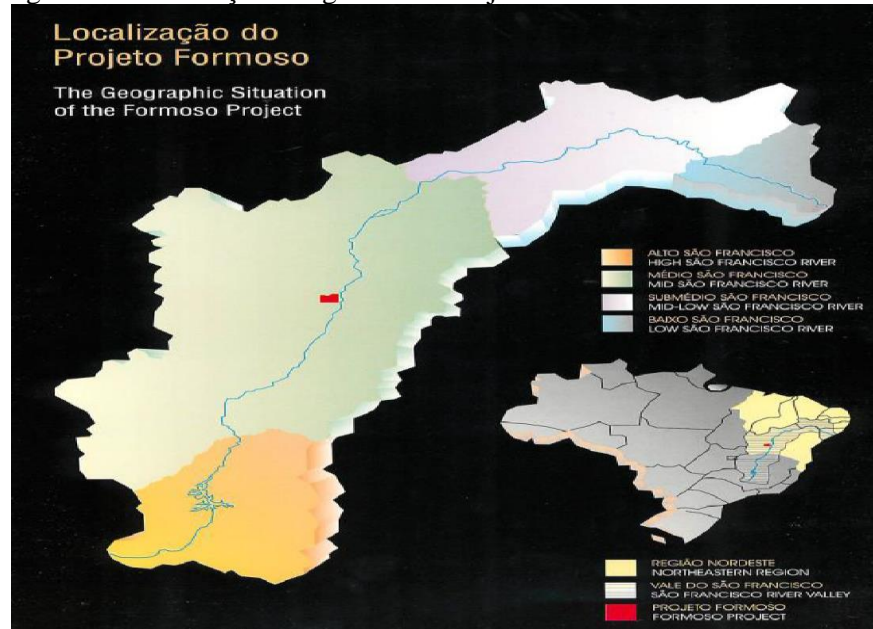 Localização do
Projeto Formoso
The Geographic Situation
of the Formoso Project
ALTO SÃO FRANCISCO
HIGH SÃO FRANCISCO RIVER
MÉDIO SÃO FRANCISCO
MID SÃO FRANCISCO RIVER
SUBMÉDIO SÃO FRANCISCO
MID-LOW SÃO FRANCISCO RIVER
BAIXO SÃO FRANCISCO
LOW SÃO FRANCISCO RIVER
REGIÃO NORDESTE
NORTHEASTERN REGION
VALE DO SÃO FRANCISCO
SÃO FRANCISCO RIVER VALLEY
PROJETO FORMOSO
FORMOSO PROJECT